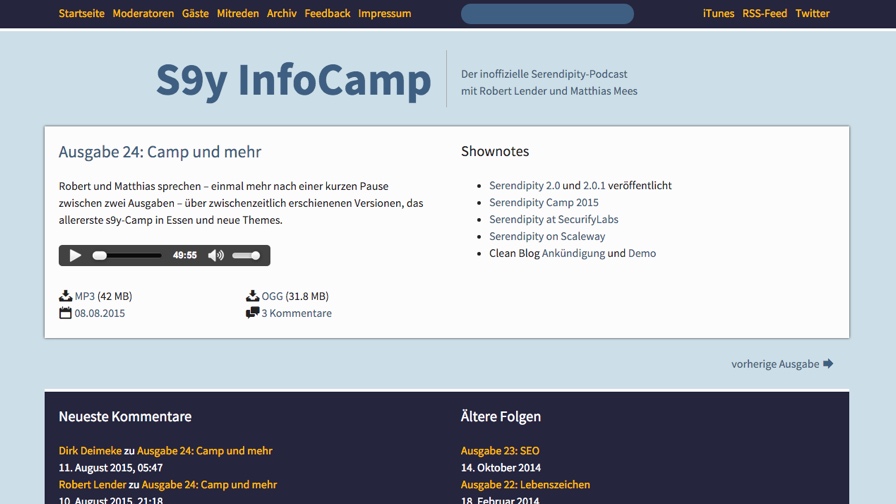 Startseite Moderatoren Gäste Mitreden Archiv Feedback Impressum
iTunes RSS-Feed Twitter
S9y InfoCamp
Der inoffizielle Serendipity-Podcast
mit Robert Lender und Matthias Mees
Ausgabe 24: Camp und mehr
Robert und Matthias sprechen – einmal mehr nach einer kurzen Pause
zwischen zwei Ausgaben – über zwischenzeitlich erschienenen Versionen, das
allererste s9y-Camp in Essen und neue Themes.
49:55
MP3 (42 MB)
OGG (31.8 MB)
08.08.2015
3 Kommentare
Shownotes
Serendipity 2.0 und 2.0.1 veröffentlicht
Serendipity Camp 2015
Serendipity at SecurifyLabs
Serendipity on Scaleway
Clean Blog Ankündigung und Demo
vorherige Ausgabe
Neueste Kommentare
Dirk Deimeke zu Ausgabe 24: Camp und mehr
11. August 2015, 05:47
Robert Lender zu Ausgabe 24: Camp und mehr
10. August 2015, 21:18
Ältere Folgen
Ausgabe 23: SEO
14. Oktober 2014
Ausgabe 22: Lebenszeichen
18. Februar 2014